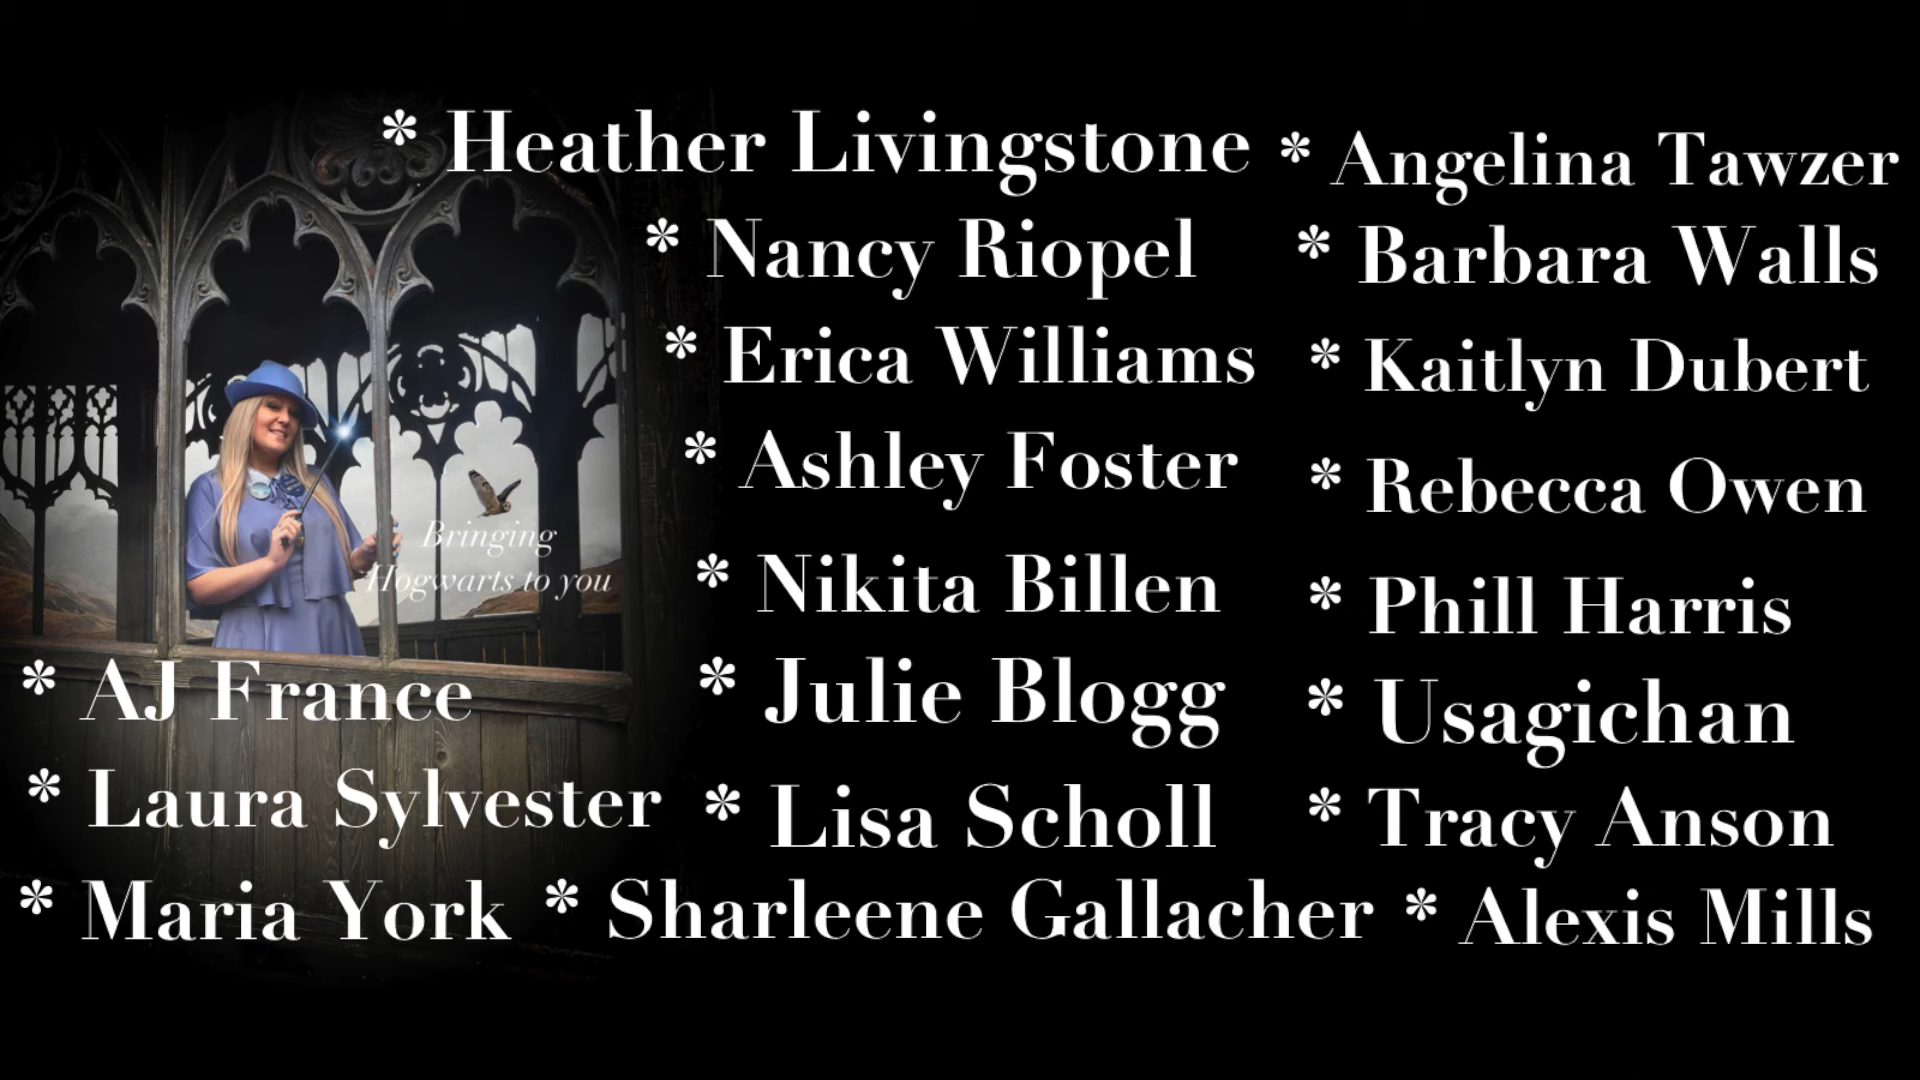 * Heather Livingstone
* Angelina Tawzer
* Nancy Riopel
* Barbara Walls
* Erica Williams
* Kaitlyn Dubert
* Ashley Foster
* Rebecca Owen
Bringing
Hogwarts to you
* Nikita Billen
* Phill Harris
* AJ France
* Julie Blogg
* Usagichan
* Laura Sylvester
* Lisa Scholl
* Tracy Anson
* Maria York
* Sharleene Gallacher
* Alexis Mills